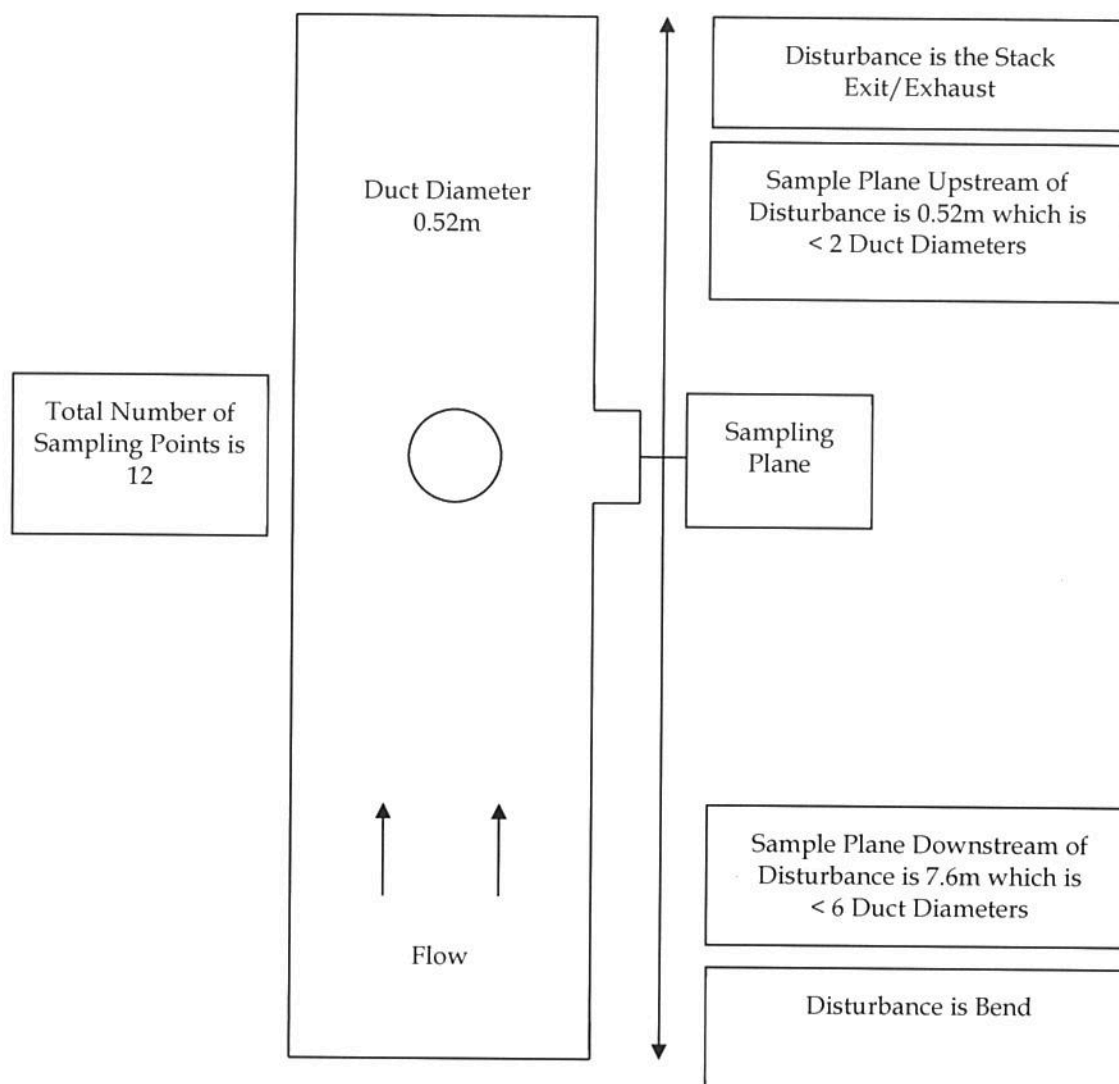 Disturbance is the Stack
Exit/Exhaust
Sample Plane Upstream of
Disturbance is 0.52m which is
< 2 Duct Diameters
Duct Diameter
0.52m
Total Number of
Sampling Points is
12
Sampling
Plane
Sample Plane Downstream of
Disturbance is 7.6m which is
< 6 Duct Diameters
Flow
Disturbance is Bend